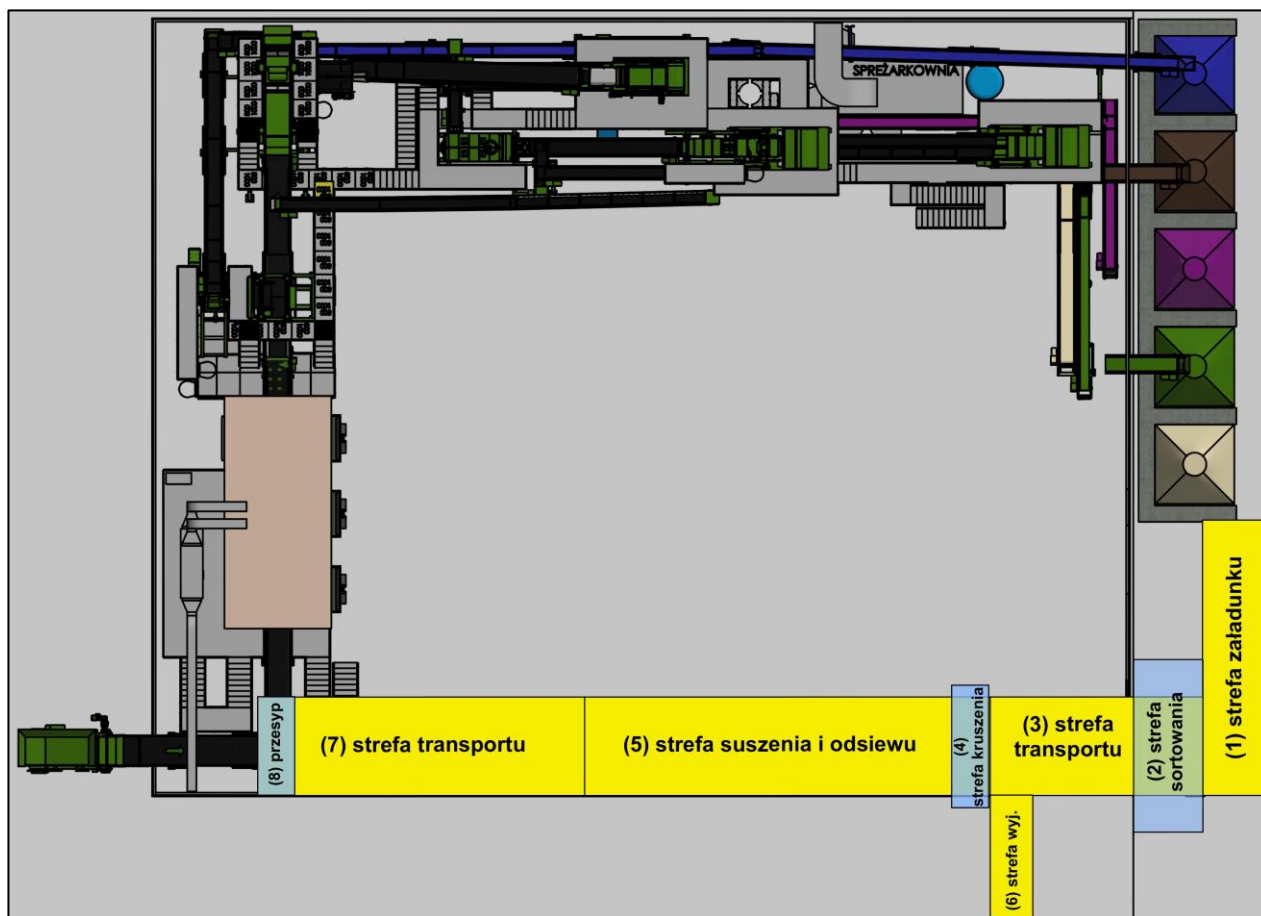 SPREŻARKOWNIA
(1) strefa załadunku
(2) strefa
sortowania
(3) strefa
transportu
(4)
strefa kruszenia
(5) strefa suszenia i odsiewu
(6) strefa wyj.
(7) strefa transportu
(8) przesyp